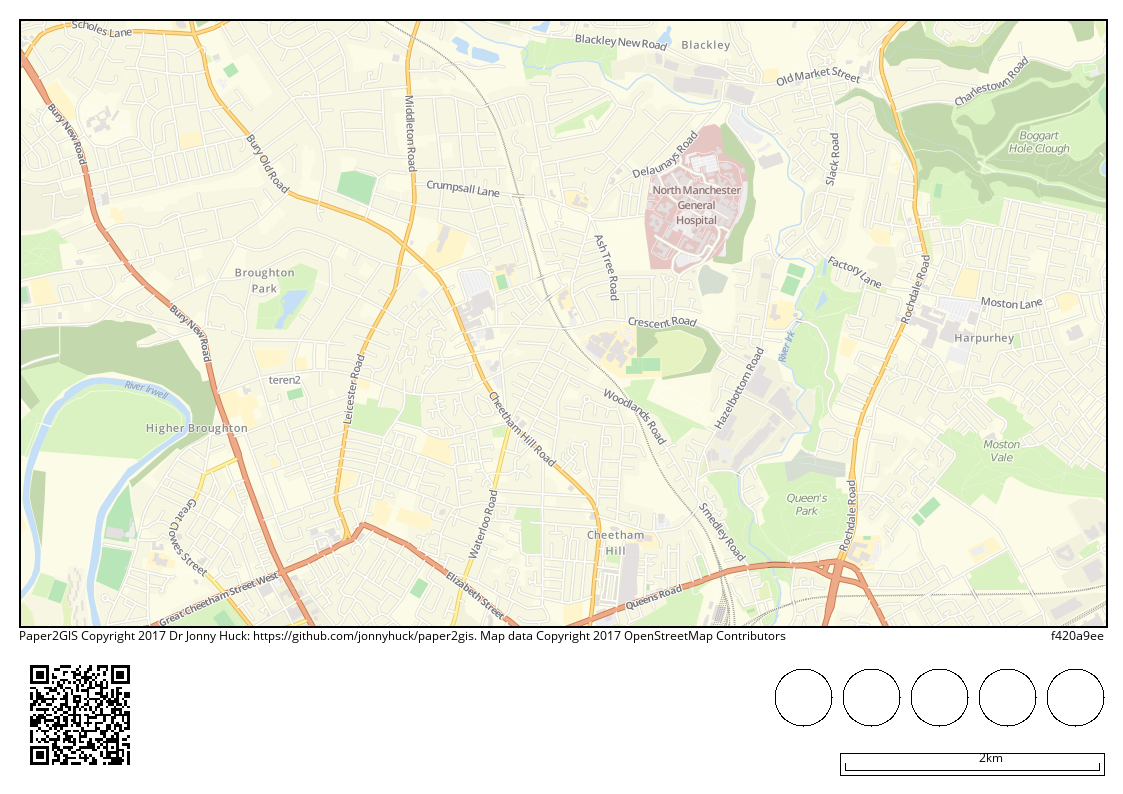 Scholes Lane
Blackley New Road
Blackley
Old Market Street
Charlestown Road
Bury New Road
Middleton Road
Bury Old Road
Delaunays Road
Slack Road
Boggart
Hole Clough
Crumpsall Lane
North Manchester
General
Hospital
Ash Tree Road
Factory Lane
Rochdale Road
Broughton
Park
Moston Lane
Bury New Road
Crescent Road
River Irk
Harpurhey
teren2
Leicester Road
River Irwell
Hazelbottom Road
Cheetham Hill Road
Woodlands Road
Higher Broughton
Moston
Vale
Great Clowes Street
Waterloo Road
Queen's
Park
Rochdale Road
Smedley Road
Cheetham
Hill
Great Cheetham Street West
Elizabeth Street
Queens Road
Paper2GIS Copyright 2017 Dr Jonny Huck: https://github.com/jonnyhuck/paper2gis. Map data Copyright 2017 OpenStreetMap Contributors
f420a9ee
2km